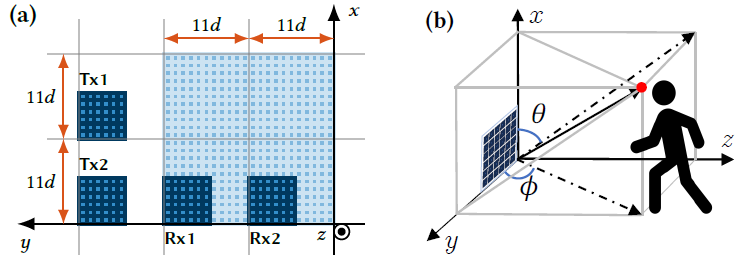 (a)
x
11d
11d
11d
Tx1
11d
Tx2
y
Rx1
Rx2
z
(b)
x
θ
z
ϕ
y